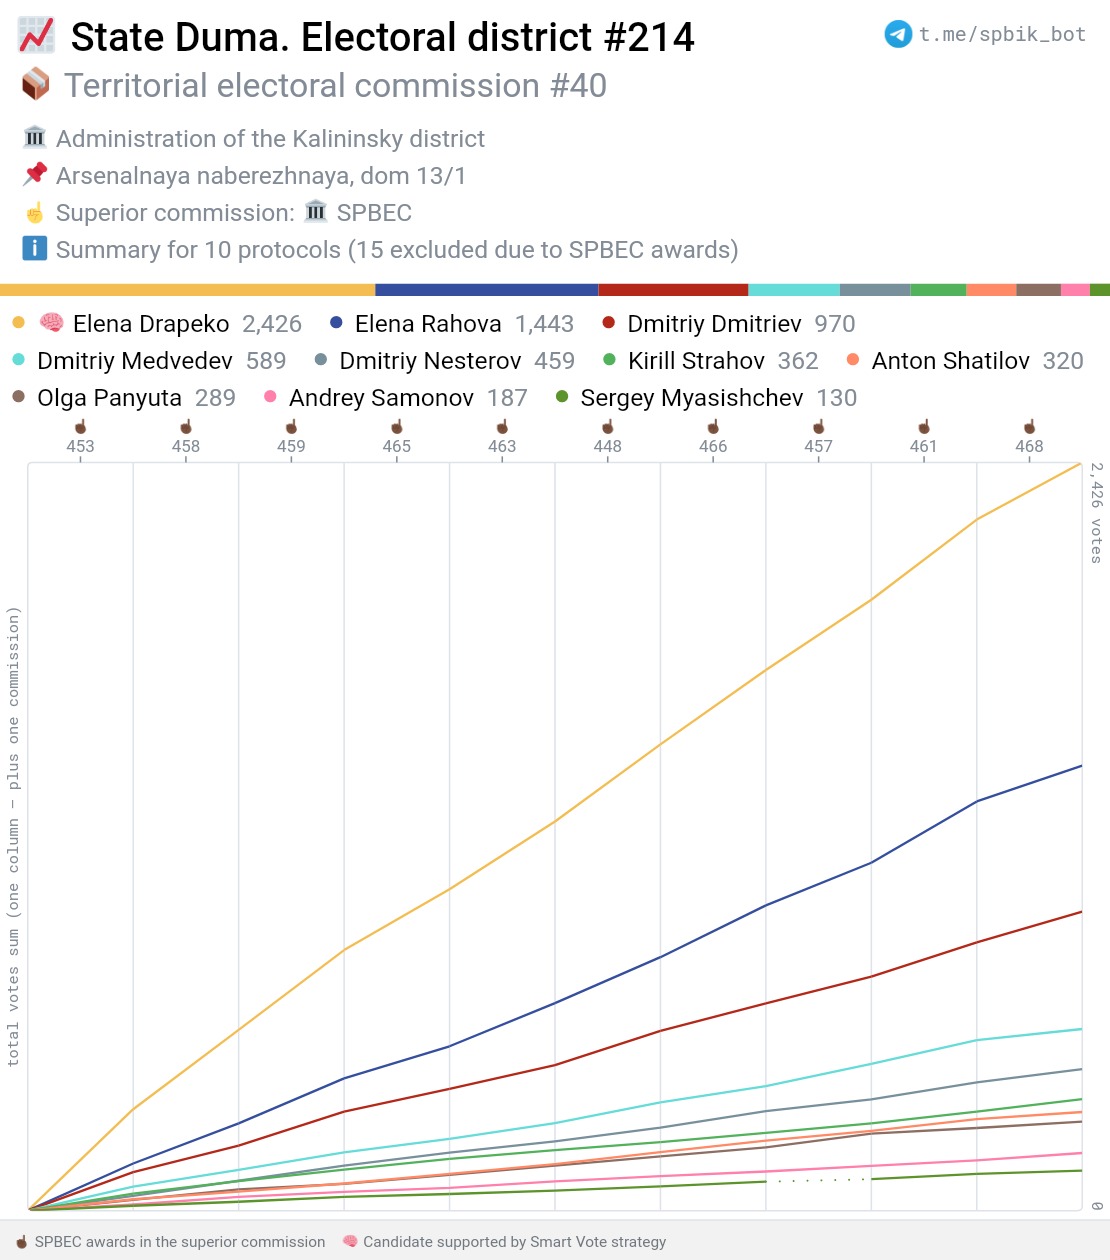 State Duma. Electoral district #214
t.me/spbik_bot
Territorial electoral commission #40
Administration of the Kalininsky district
Arsenalnaya naberezhnaya, dom 13/1
Superior commission: SPBEC
Summary for 10 protocols (15 excluded due to SPBEC awards)
Elena Drapeko 2,426 Elena Rahova 1,443 Dmitriy Dmitriev 970
Dmitriy Medvedev 589 Dmitriy Nesterov 459 Kirill Strahov 362 Anton Shatilov 320
Olga Panyuta 289 Andrey Samonov 187 Sergey Myasishchev 130
453 458 459 465 463 448 466 457 461 468
2,426 votes
total votes sum (one column – plus one commission)
0
SPBEC awards in the superior commission Candidate supported by Smart Vote strategy